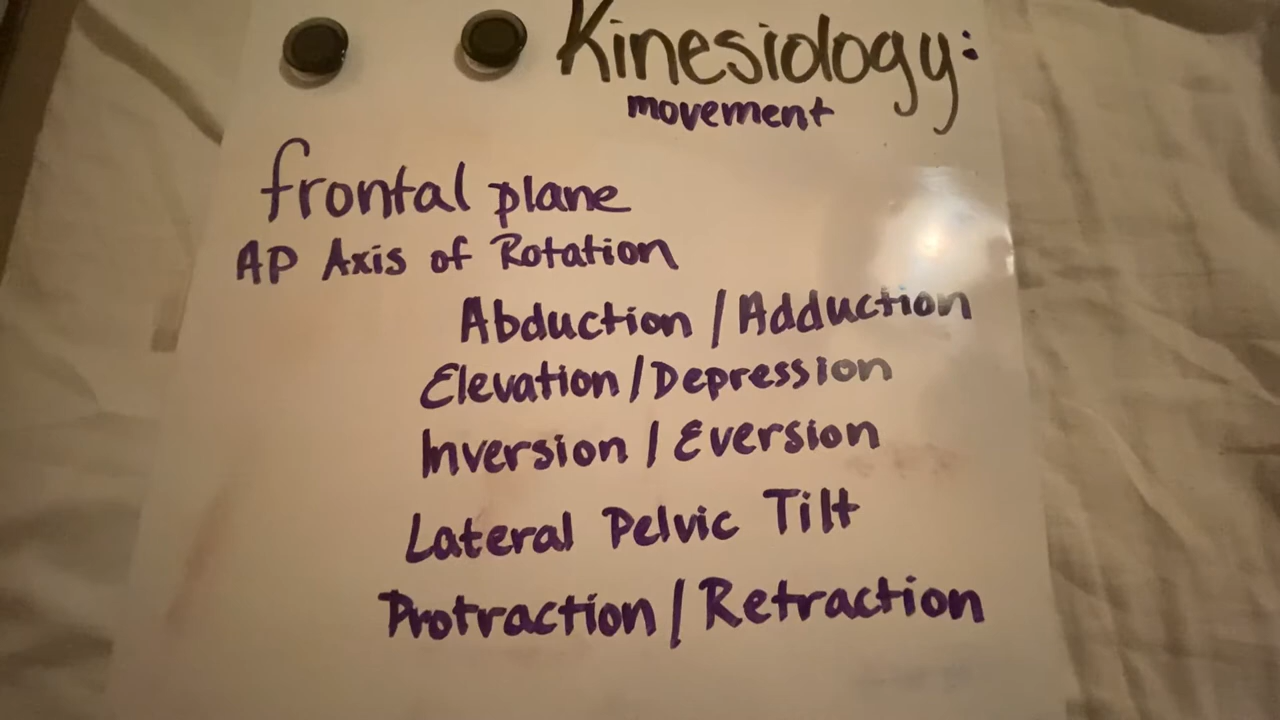 Kinesiology:
movement
frontal plane
AP Axis of Rotation
Abduction / Adduction
Elevation / Depression
Inversion / Eversion
Lateral Pelvic Tilt
Protraction / Retraction